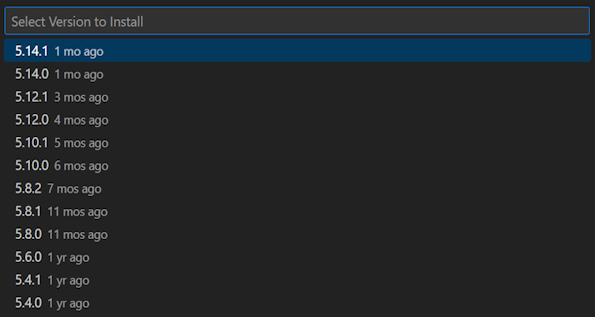 Select Version to Install
5.14.1 1 mo ago
5.14.0 1 mo ago
5.12.1 3 mos ago
5.12.0 4 mos ago
5.10.1 5 mos ago
5.10.0 6 mos ago
5.8.2 7 mos ago
5.8.1 11 mos ago
5.8.0 11 mos ago
5.6.0 1 yr ago
5.4.1 1 yr ago
5.4.0 1 yr ago